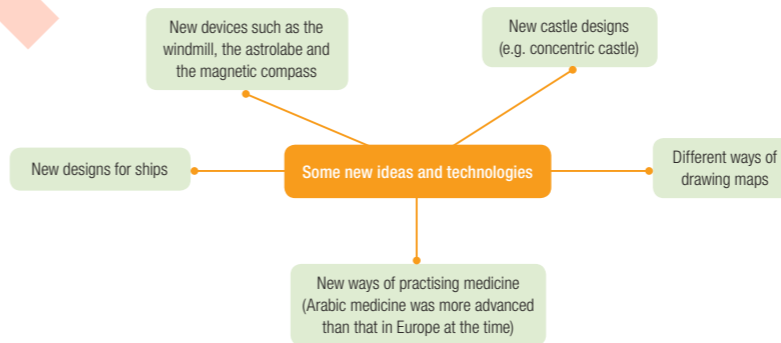 New devices such as the
windmill, the astrolabe and
the magnetic compass
New castle designs
(e.g. concentric castle)
New designs for ships
Some new ideas and technologies
Different ways of
drawing maps
New ways of practising medicine
(Arabic medicine was more advanced
than that in Europe at the time)